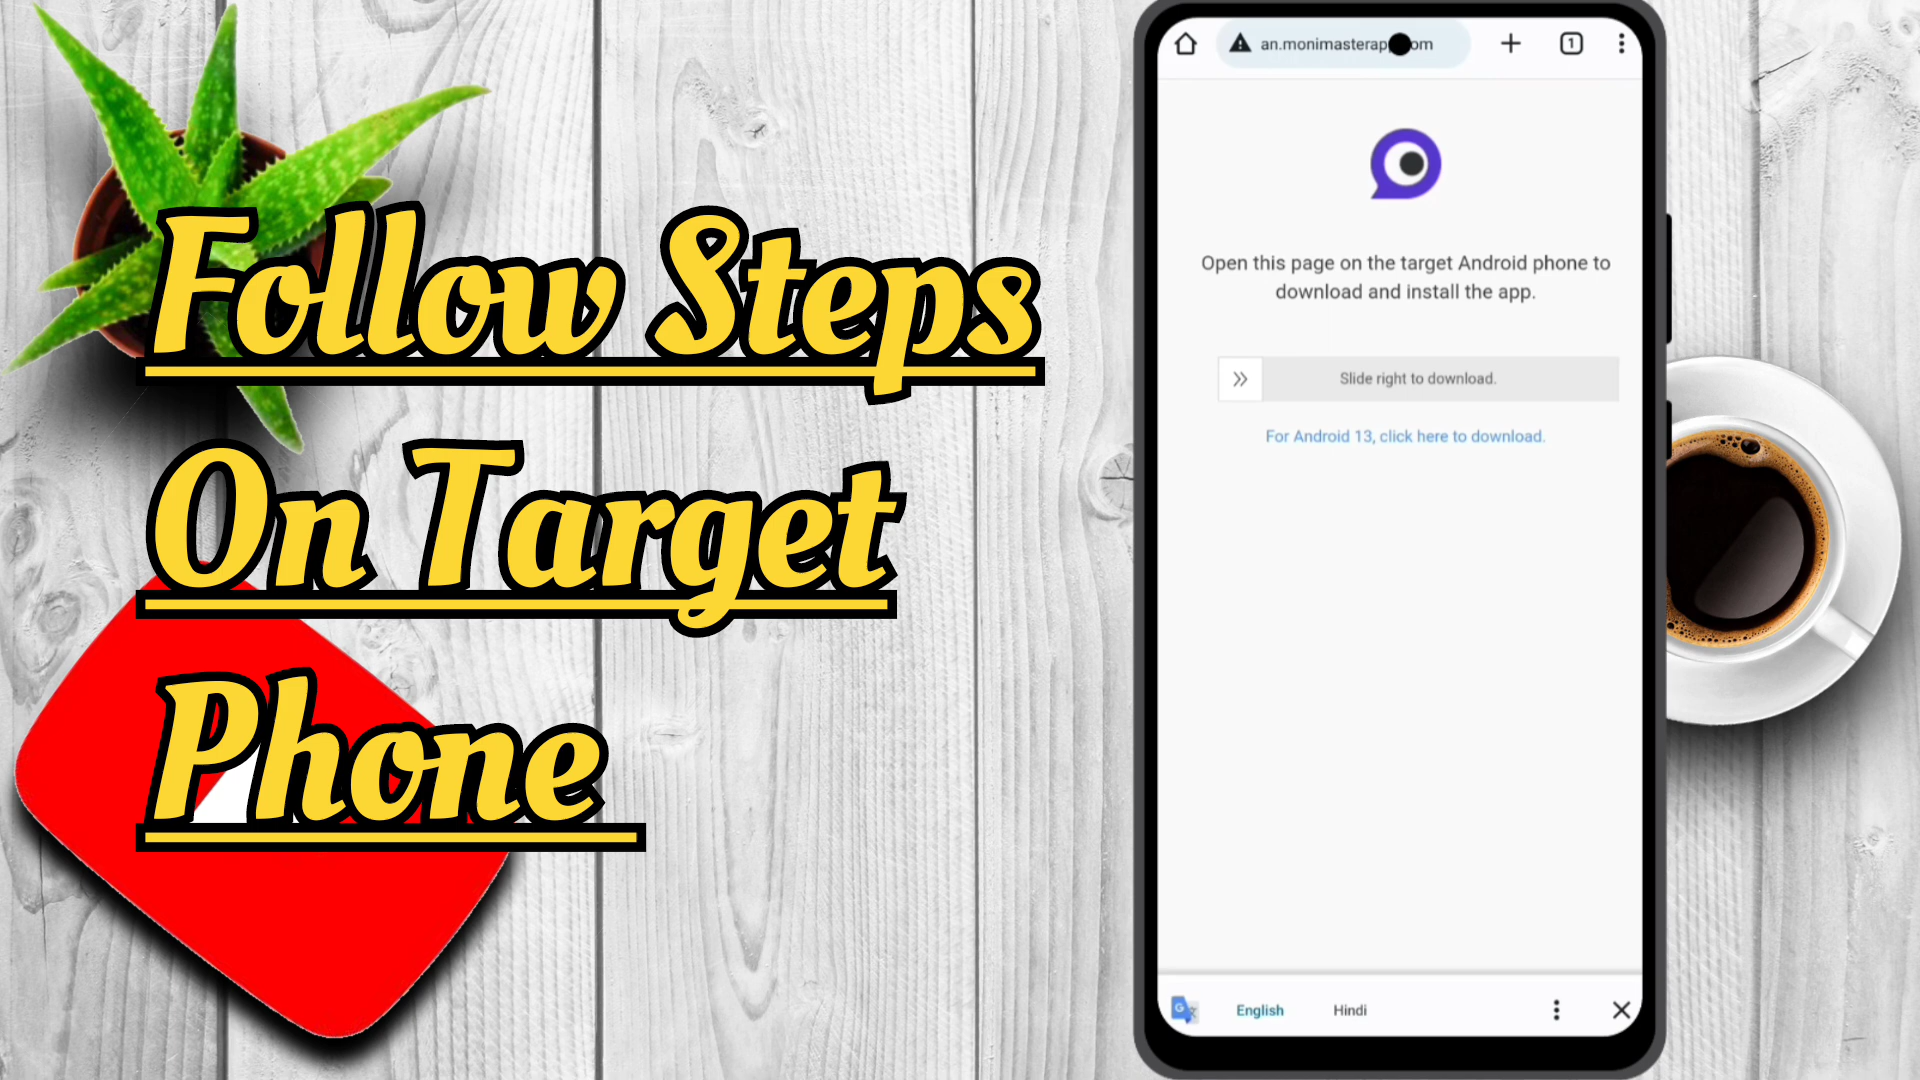 Follow Steps
On Target
Phone
an.monimasterap
om
1
Open this page on the target Android phone to
download and install the app.
Slide right to download.
For Android 13, click here to download.
G
English
Hindi